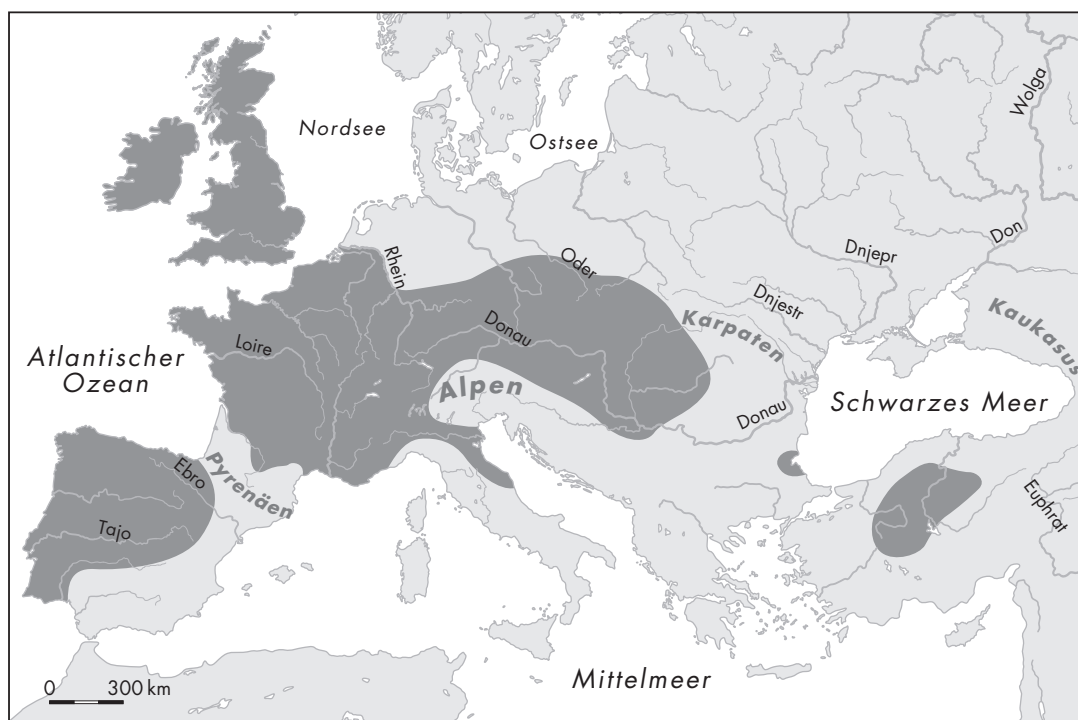 Wolga
Nordsee
Ostsee
Don
Rhein
Oder
Dnjepr
Dnjestr
Karpaten
Kaukasus
Loire
Donau
Atlantischer
Ozean
Alpen
Donau
Schwarzes Meer
Ebro
Pyrenäen
Euphrat
Tajo
Mittelmeer
0 300 km